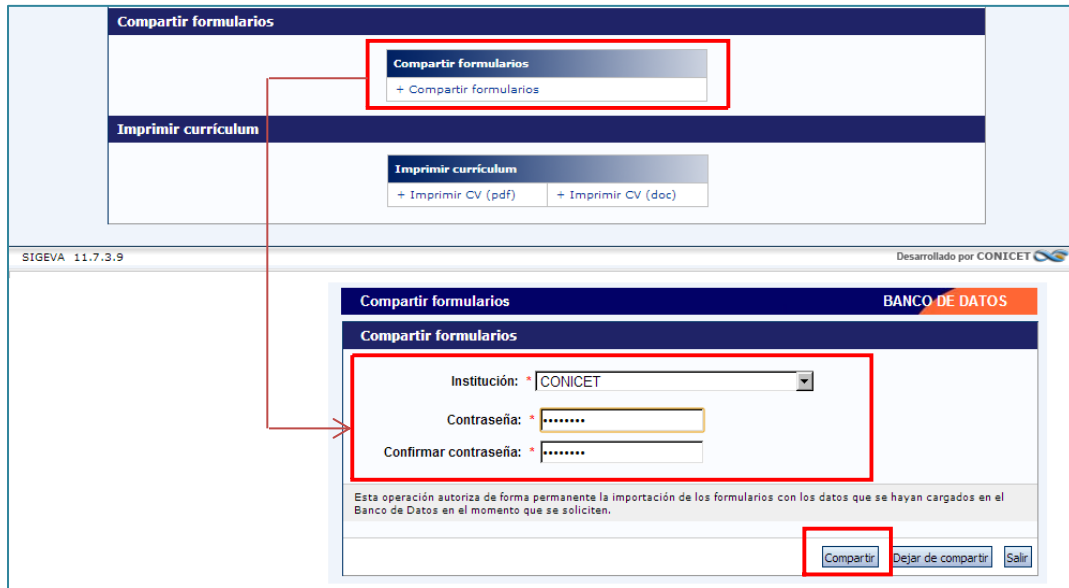 Compartir formularios
Compartir formularios
+ Compartir formularios
Imprimir currículum
Imprimir currículum
+ Imprimir CV (pdf) + Imprimir CV (doc)
SIGEVA 11.7.3.9 Desarrollado por CONICET
Compartir formularios BANCO DE DATOS
Compartir formularios
Institución: * CONICET
Contraseña: * ••••••••
Confirmar contraseña: * ••••••••
Esta operación autoriza de forma permanente la importación de los formularios con los datos que se hayan cargados en el
Banco de Datos en el momento que se soliciten.
Compartir Dejar de compartir Salir